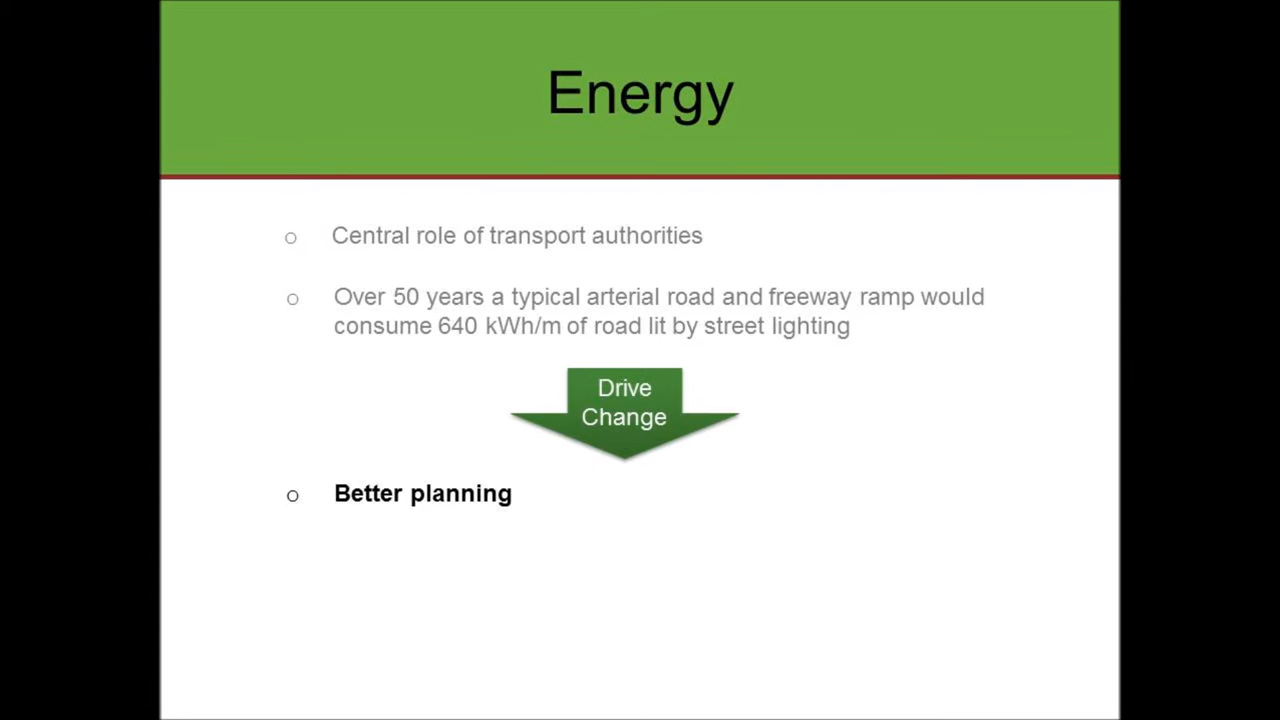 Energy
o Central role of transport authorities
o Over 50 years a typical arterial road and freeway ramp would
consume 640 kWh/m of road lit by street lighting
Drive
Change
o Better planning